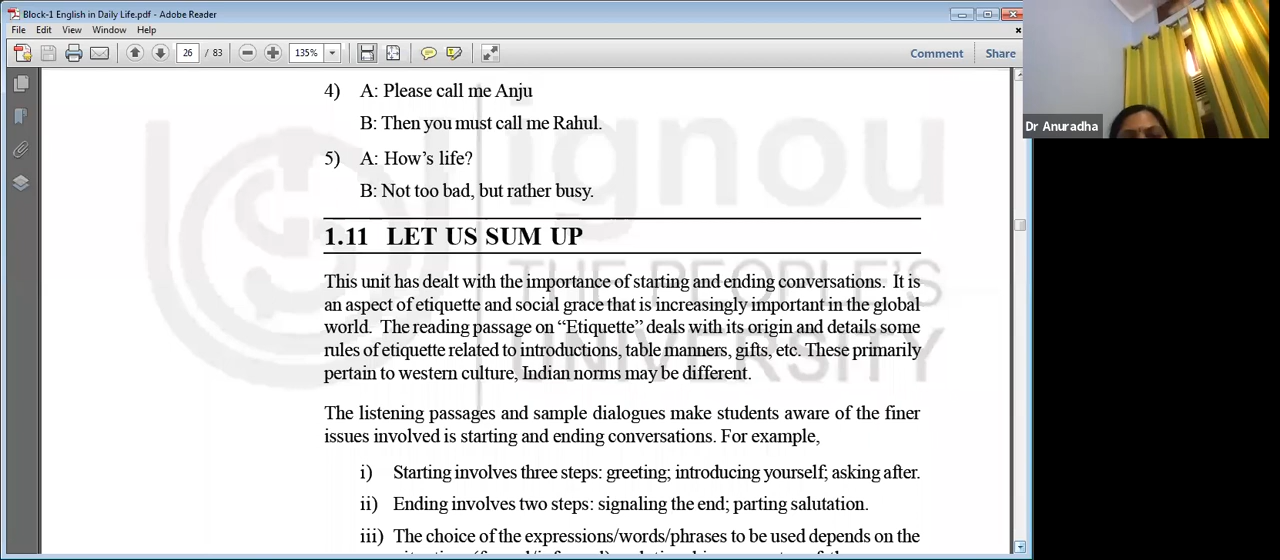 Block-1 English in Daily Life.pdf - Adobe Reader
File Edit View Window Help
26 / 83 135% Comment Share
Dr Anuradha
ignou
THE PEOPLE'S
UNIVERSITY
4) A: Please call me Anju
B: Then you must call me Rahul.
5) A: How's life?
B: Not too bad, but rather busy.
1.11 LET US SUM UP
This unit has dealt with the importance of starting and ending conversations. It is
an aspect of etiquette and social grace that is increasingly important in the global
world. The reading passage on “Etiquette” deals with its origin and details some
rules of etiquette related to introductions, table manners, gifts, etc. These primarily
pertain to western culture, Indian norms may be different.
The listening passages and sample dialogues make students aware of the finer
issues involved is starting and ending conversations. For example,
i) Starting involves three steps: greeting; introducing yourself; asking after.
ii) Ending involves two steps: signaling the end; parting salutation.
iii) The choice of the expressions/words/phrases to be used depends on the